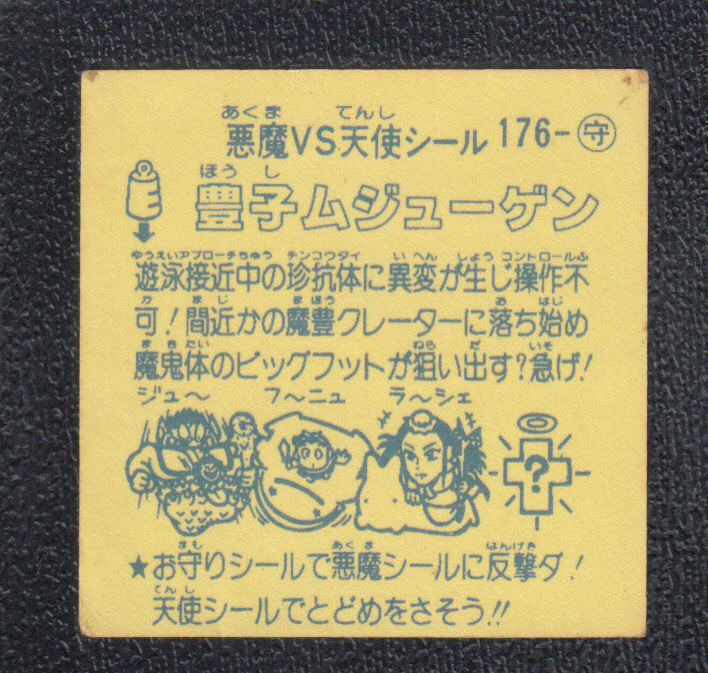 あくま てんし
悪魔VS.天使シール 176-守
ほう し
豊子ムジューゲン
ゆうえいアプローチちゅう チンコウタイ い へん しょう コントロールふ
遊泳接近中の珍抗体に異変が生じ操作不
か ま じ ま ほう お はじ
可!間近かの魔豊クレーターに落ち始め
ま き たい ねら だ いそ
魔鬼体のビッグフットが狙い出す?急げ!
ジュ〜 フ〜ニュ ラ〜シェ
?
まも あくま はんげき
★お守りシールで悪魔シールに反撃ダ!
てんし
天使シールでとどめをさそう!!